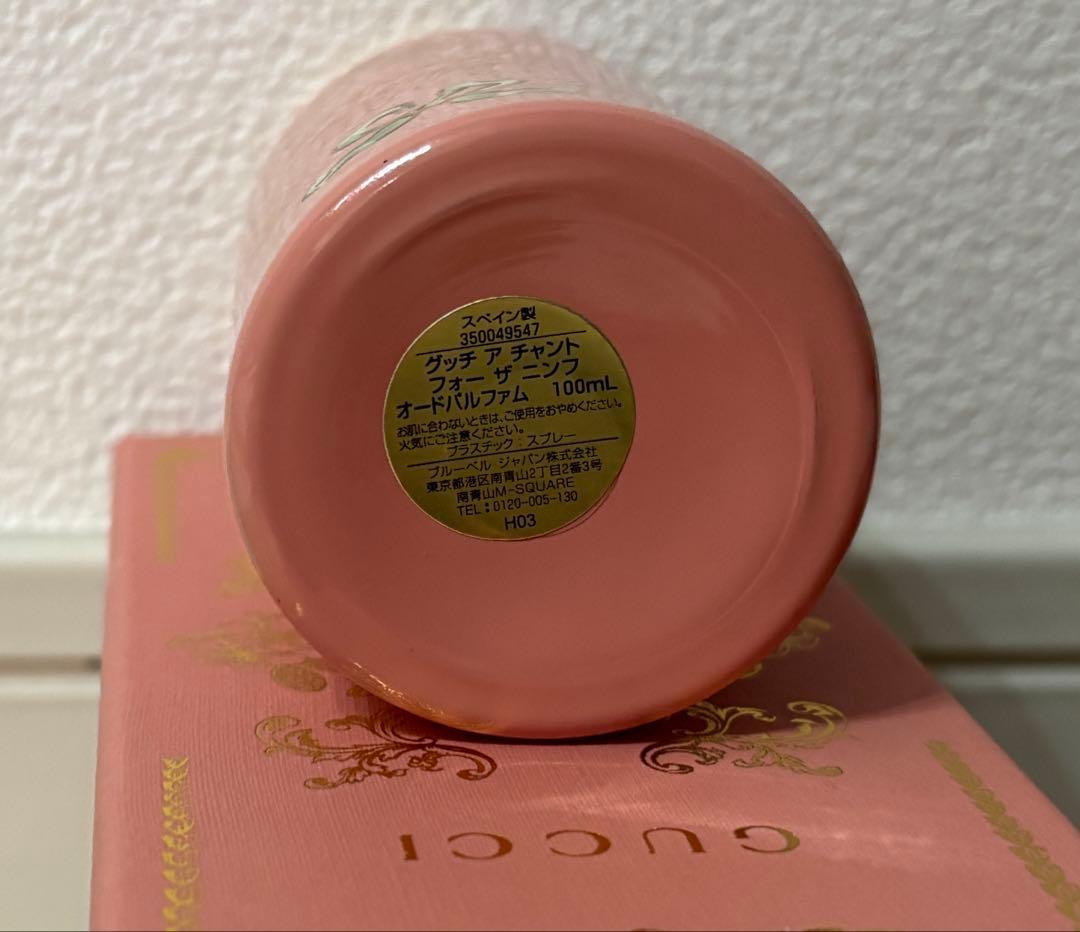 スペイン製
350049547
グッチ ア チャント
フォー ザ ニンフ
オードパルファム 100mL
お肌に合わないときは、ご使用をおやめください。
火気にご注意ください。
プラスチック：スプレー
ブルーベル ジャパン株式会社
東京都港区南青山2丁目2番3号
南青山M-SQUARE
TEL：0120-005-130
H03
GUCCI